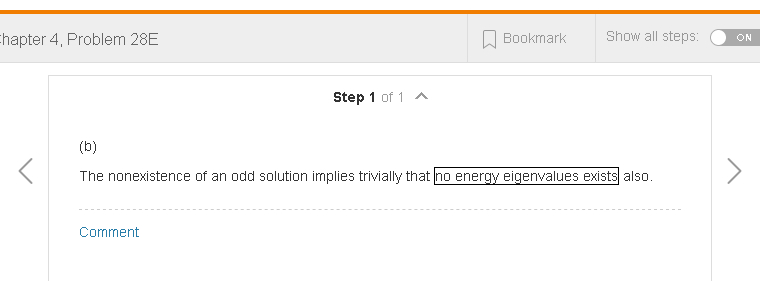 hapter 4, Problem 28E
Bookmark
Show all steps:
ON
Step 1 of 1
(b)
The nonexistence of an odd solution implies trivially that no energy eigenvalues exists also.
Comment